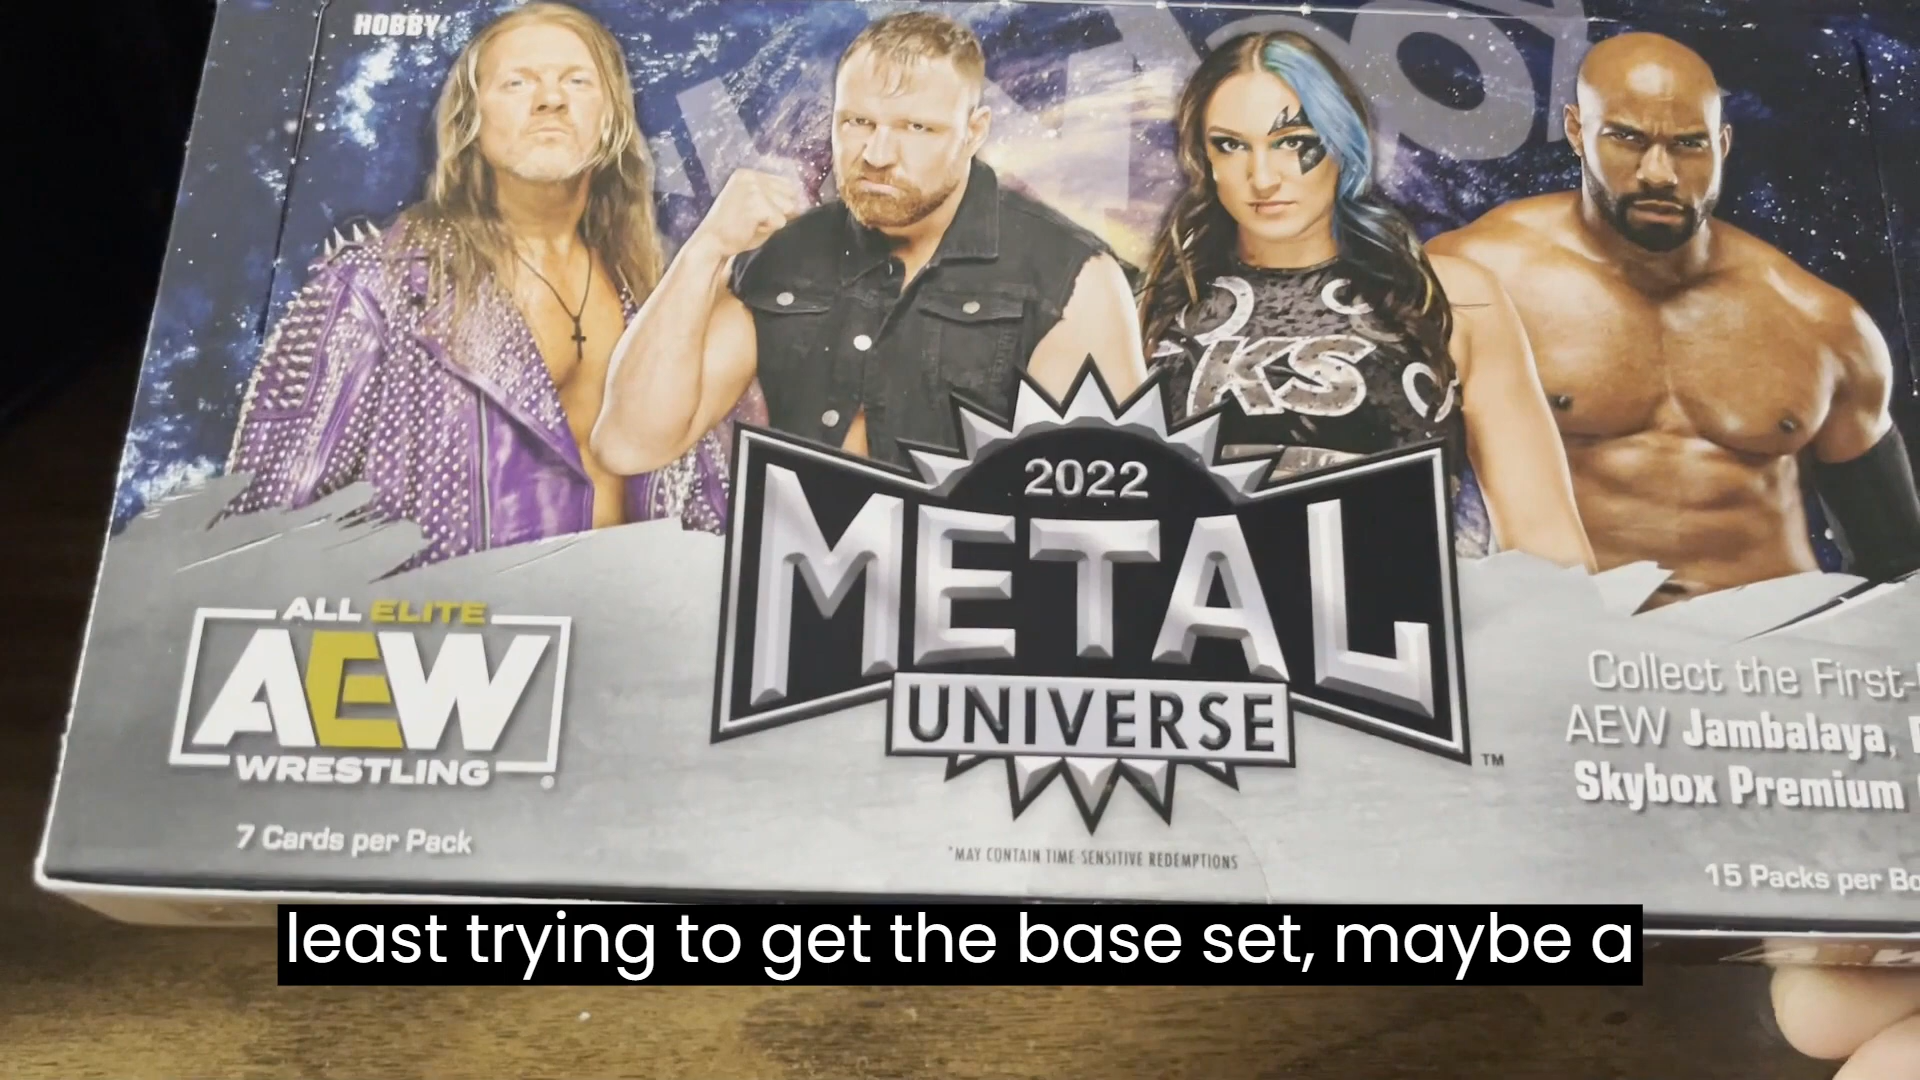 HOBBY
KS
2022
METAL
UNIVERSE
TM
ALL ELITE
AEW
WRESTLING
Collect the First-
AEW Jambalaya,
Skybox Premium
7 Cards per Pack
*MAY CONTAIN TIME-SENSITIVE REDEMPTIONS
15 Packs per
least trying to get the base set, maybe a